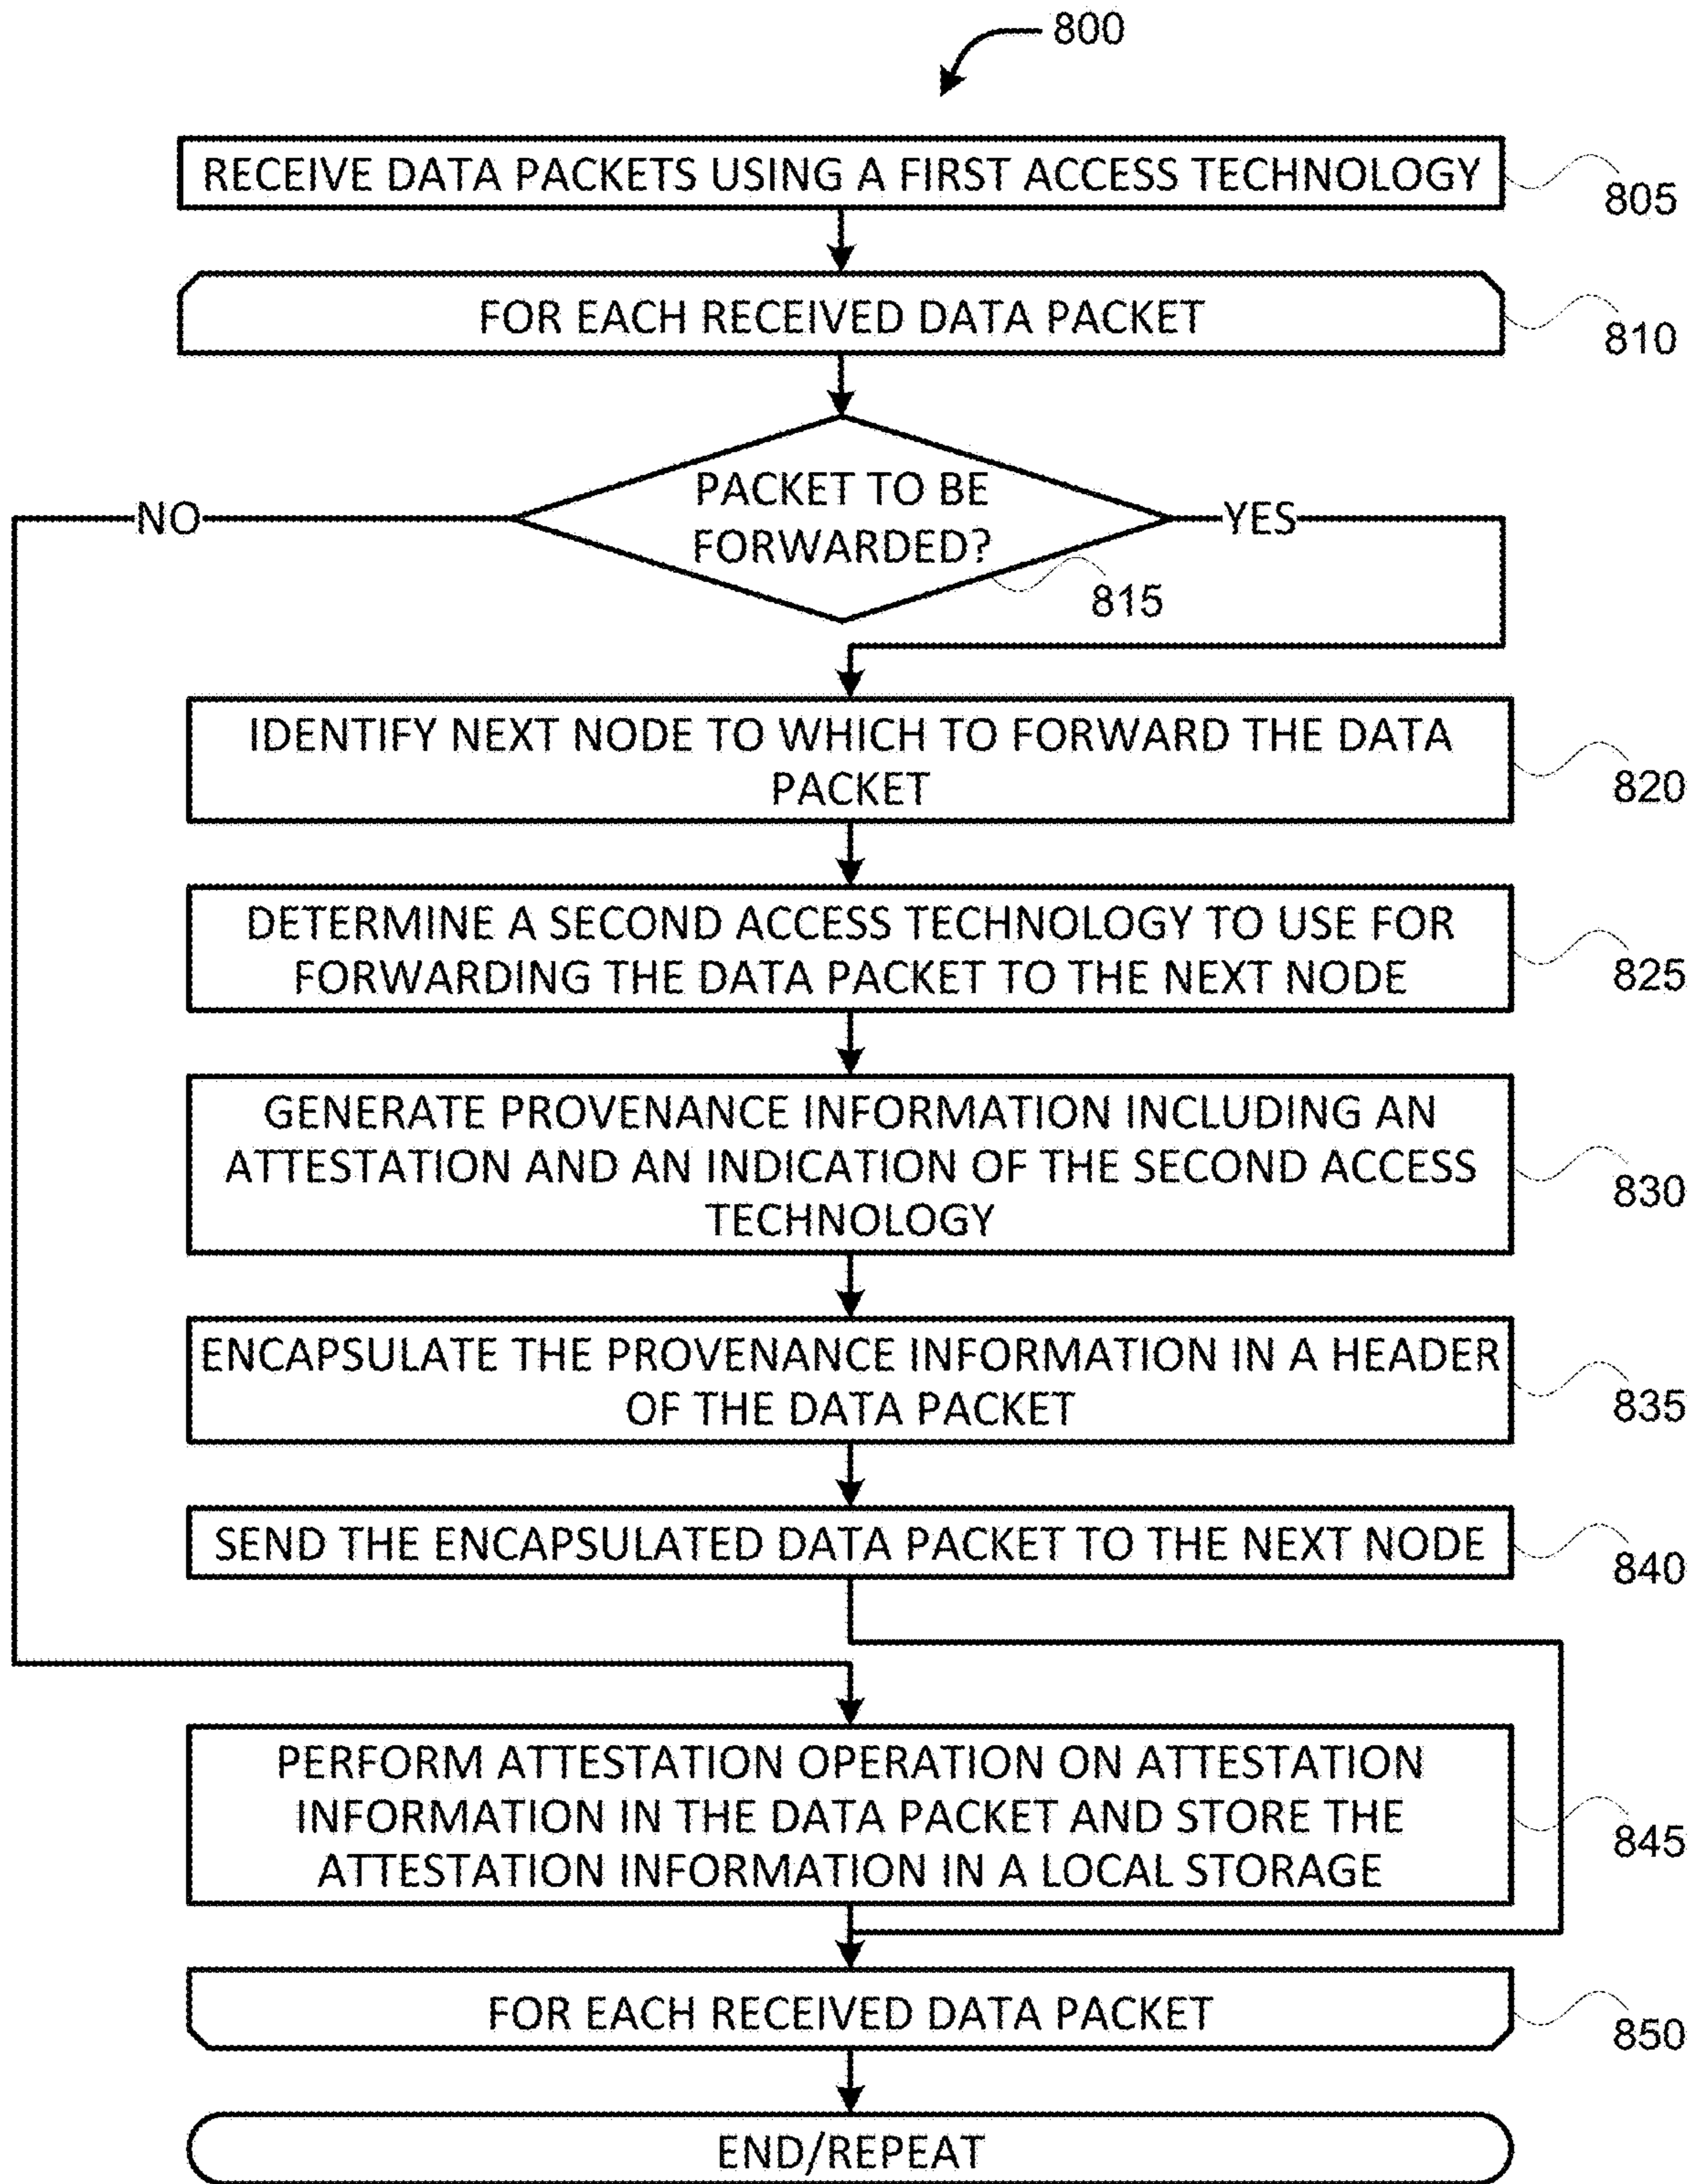 800
RECEIVE DATA PACKETS USING A FIRST ACCESS TECHNOLOGY
805
FOR EACH RECEIVED DATA PACKET
810
PACKET TO BE
FORWARDED?
NO
YES
815
IDENTIFY NEXT NODE TO WHICH TO FORWARD THE DATA
PACKET
820
DETERMINE A SECOND ACCESS TECHNOLOGY TO USE FOR
FORWARDING THE DATA PACKET TO THE NEXT NODE
825
GENERATE PROVENANCE INFORMATION INCLUDING AN
ATTESTATION AND AN INDICATION OF THE SECOND ACCESS
TECHNOLOGY
830
ENCAPSULATE THE PROVENANCE INFORMATION IN A HEADER
OF THE DATA PACKET
835
SEND THE ENCAPSULATED DATA PACKET TO THE NEXT NODE
840
PERFORM ATTESTATION OPERATION ON ATTESTATION
INFORMATION IN THE DATA PACKET AND STORE THE
ATTESTATION INFORMATION IN A LOCAL STORAGE
845
FOR EACH RECEIVED DATA PACKET
850
END/REPEAT